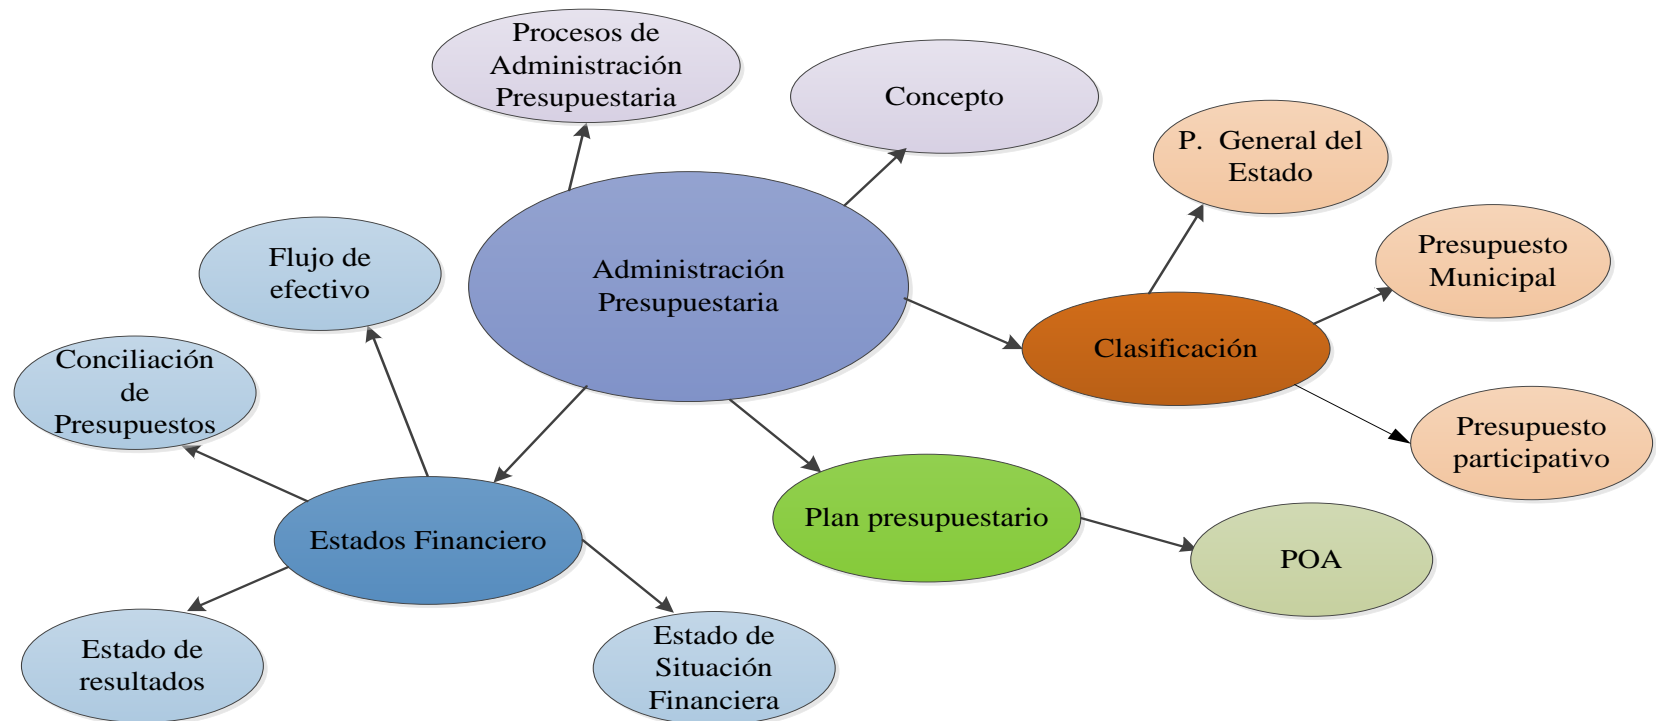 Procesos de
Administración
Presupuestaria
Concepto
P. General del
Estado
Flujo de
efectivo
Administración
Presupuestaria
Presupuesto
Municipal
Clasificación
Conciliación
de
Presupuestos
Presupuesto
participativo
Estados Financiero
Plan presupuestario
POA
Estado de
resultados
Estado de
Situación
Financiera